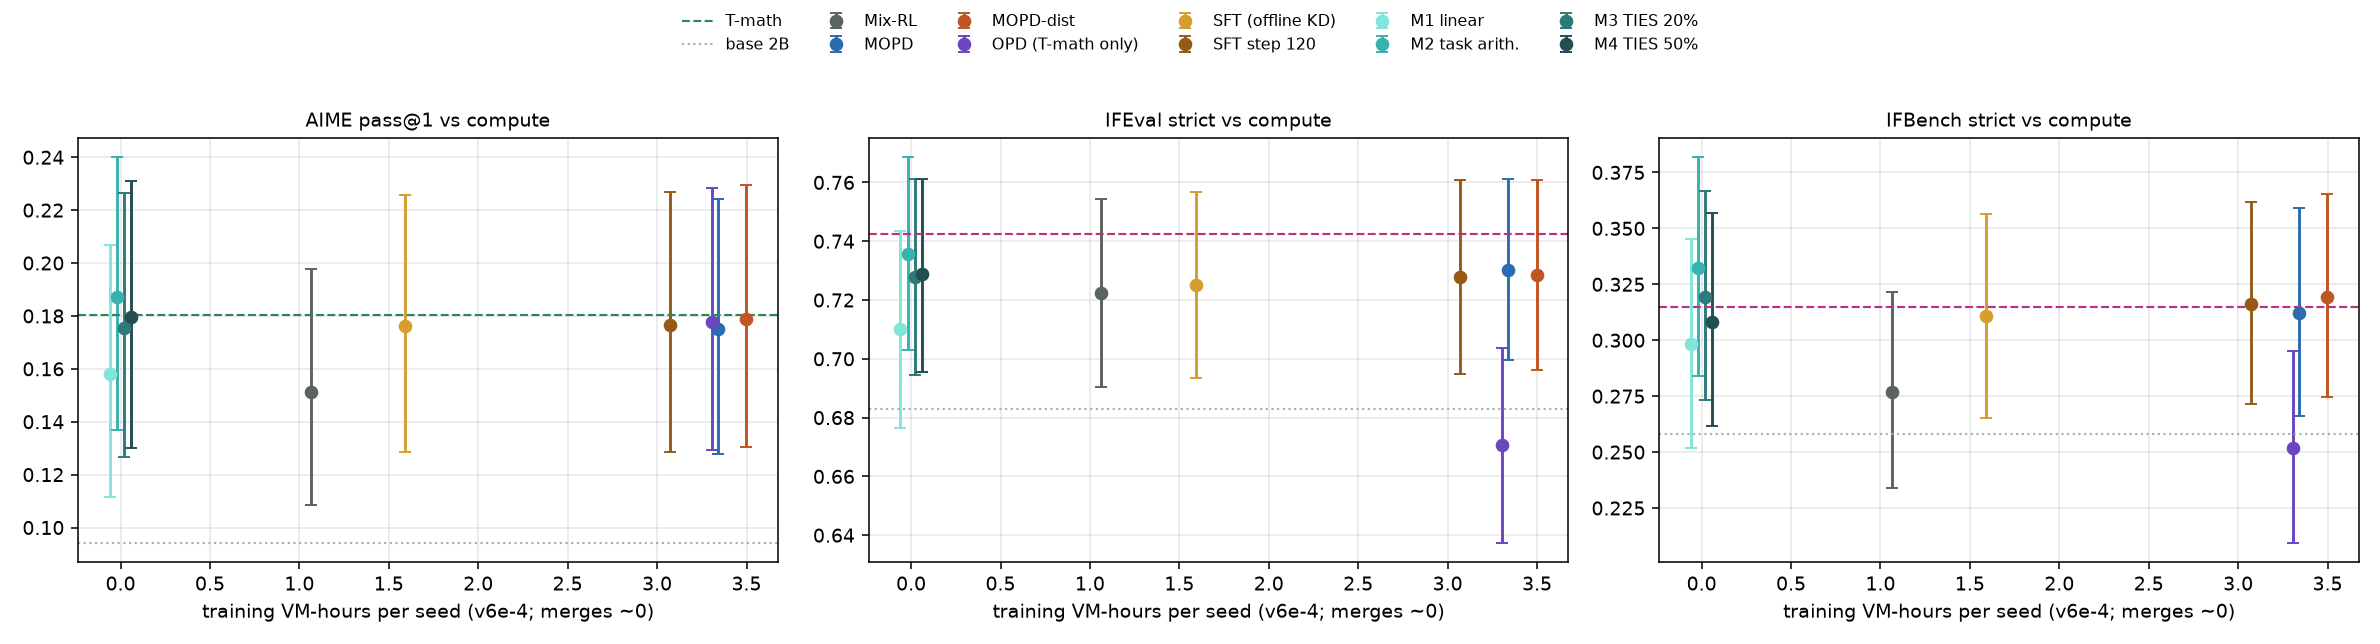 T-math
base 2B
Mix-RL
MOPD
MOPD-dist
OPD (T-math only)
SFT (offline KD)
SFT step 120
M1 linear
M2 task arith.
M3 TIES 20%
M4 TIES 50%
AIME pass@1 vs compute
0.24
0.22
0.20
0.18
0.16
0.14
0.12
0.10
0.0 0.5 1.0 1.5 2.0 2.5 3.0 3.5
training VM-hours per seed (v6e-4; merges ~0)
IFEval strict vs compute
0.76
0.74
0.72
0.70
0.68
0.66
0.64
0.0 0.5 1.0 1.5 2.0 2.5 3.0 3.5
training VM-hours per seed (v6e-4; merges ~0)
IFBench strict vs compute
0.375
0.350
0.325
0.300
0.275
0.250
0.225
0.0 0.5 1.0 1.5 2.0 2.5 3.0 3.5
training VM-hours per seed (v6e-4; merges ~0)